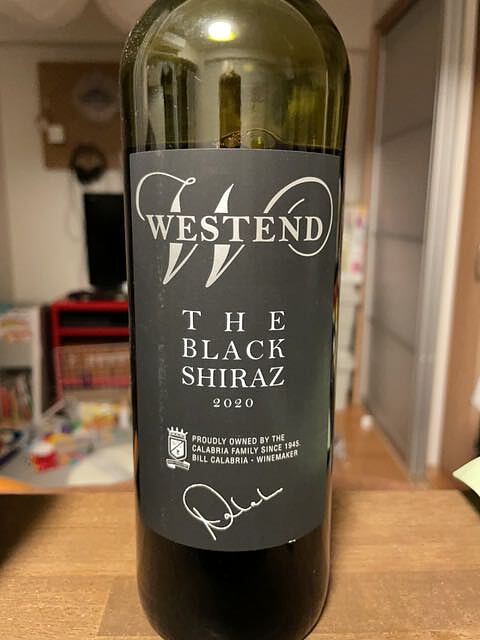 W
WESTEND
THE
BLACK
SHIRAZ
2020
PROUDLY OWNED BY THE
CALABRIA FAMILY SINCE 1945.
BILL CALABRIA - WINEMAKER